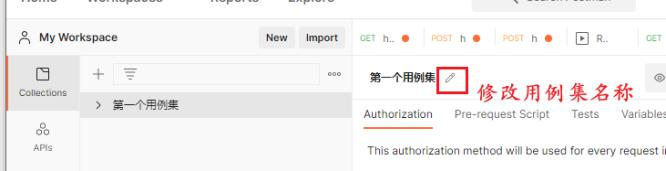 Home Workspaces Reports Explore Search Postman
My Workspace New Import GET h.. POST h POST h R.. GET
Collections
第一个用例集
第一个用例集 修改用例集名称
APIs
Authorization Pre-request Script Tests Variables
This authorization method will be used for every request in